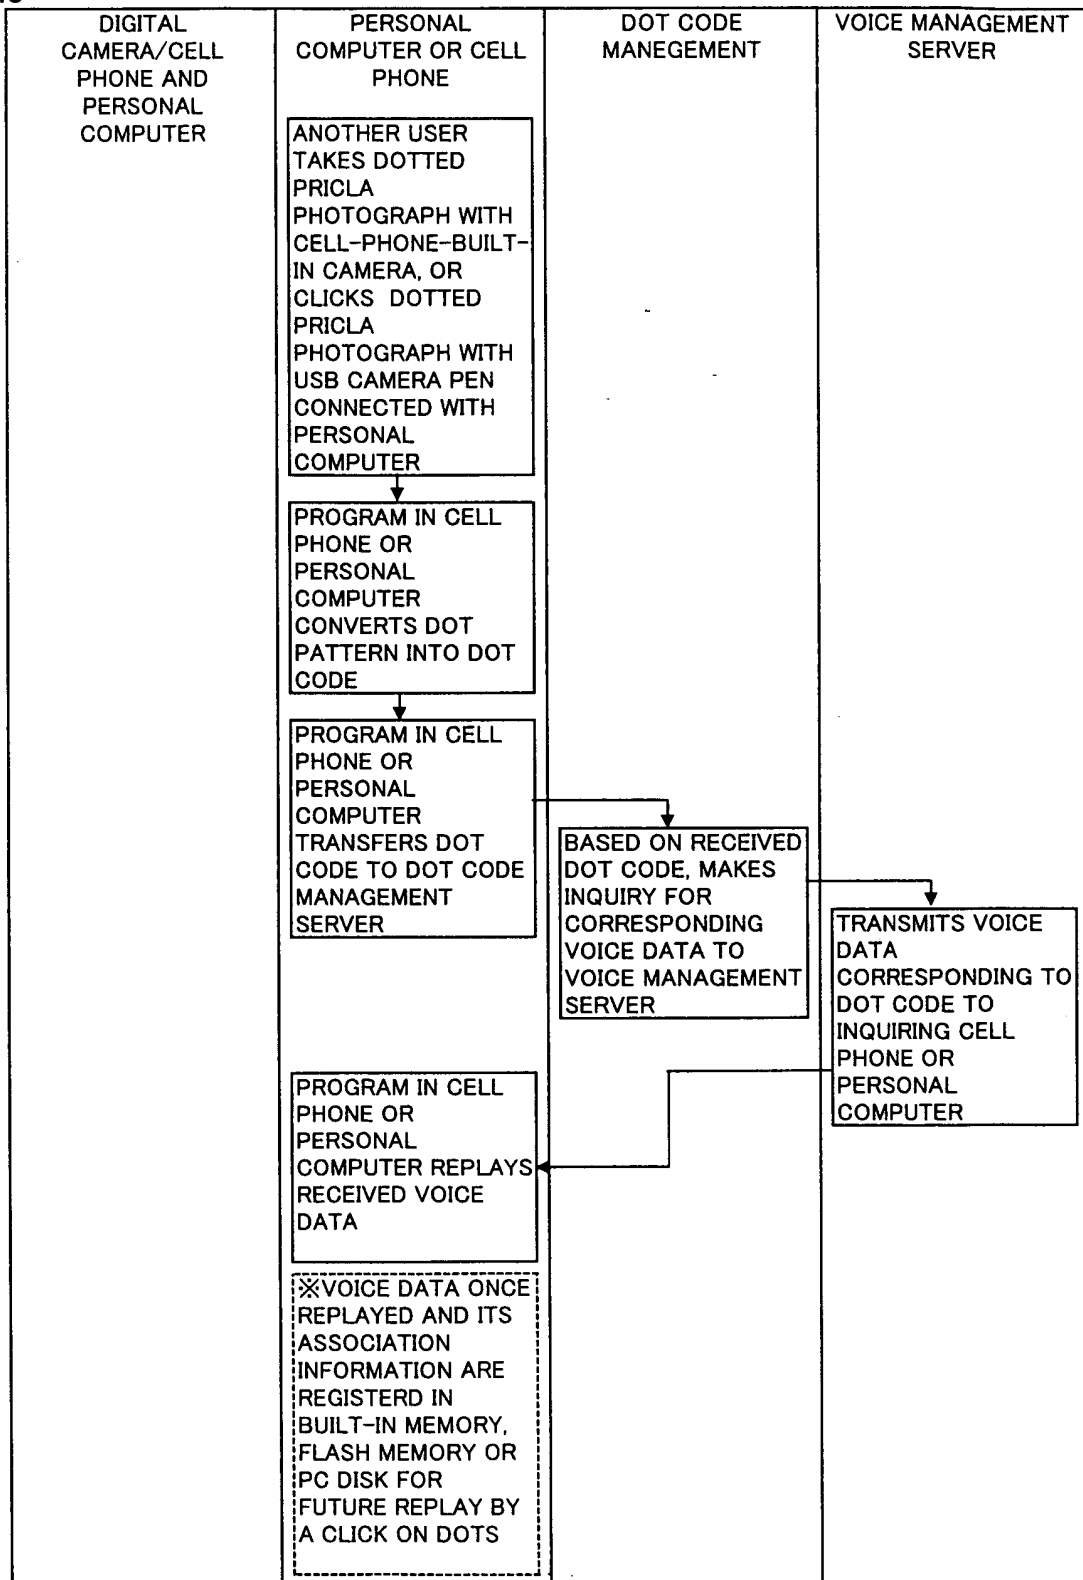 DIGITAL
CAMERA/CELL
PHONE AND
PERSONAL
COMPUTER
PERSONAL
COMPUTER OR CELL
PHONE
DOT CODE
MANEGEMENT
VOICE MANAGEMENT
SERVER
ANOTHER USER
TAKES DOTTED
PRICLA
PHOTOGRAPH WITH
CELL-PHONE-BUILT-
IN CAMERA, OR
CLICKS DOTTED
PRICLA
PHOTOGRAPH WITH
USB CAMERA PEN
CONNECTED WITH
PERSONAL
COMPUTER
PROGRAM IN CELL
PHONE OR
PERSONAL
COMPUTER
CONVERTS DOT
PATTERN INTO DOT
CODE
PROGRAM IN CELL
PHONE OR
PERSONAL
COMPUTER
TRANSFERS DOT
CODE TO DOT CODE
MANAGEMENT
SERVER
BASED ON RECEIVED
DOT CODE, MAKES
INQUIRY FOR
CORRESPONDING
VOICE DATA TO
VOICE MANAGEMENT
SERVER
TRANSMITS VOICE
DATA
CORRESPONDING TO
DOT CODE TO
INQUIRING CELL
PHONE OR
PERSONAL
COMPUTER
PROGRAM IN CELL
PHONE OR
PERSONAL
COMPUTER REPLAYS
RECEIVED VOICE
DATA
※VOICE DATA ONCE
REPLAYED AND ITS
ASSOCIATION
INFORMATION ARE
REGISTERD IN
BUILT-IN MEMORY,
FLASH MEMORY OR
PC DISK FOR
FUTURE REPLAY BY
A CLICK ON DOTS